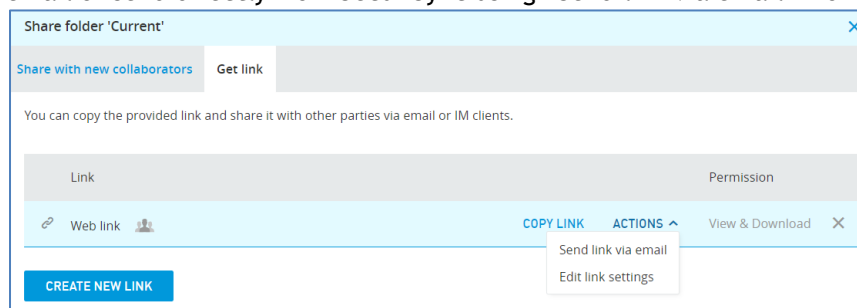 Share folder 'Current'
Share with new collaborators Get link
You can copy the provided link and share it with other parties via email or IM clients.
Link Permission
Web link COPY LINK ACTIONS View & Download
Send link via email
Edit link settings
CREATE NEW LINK